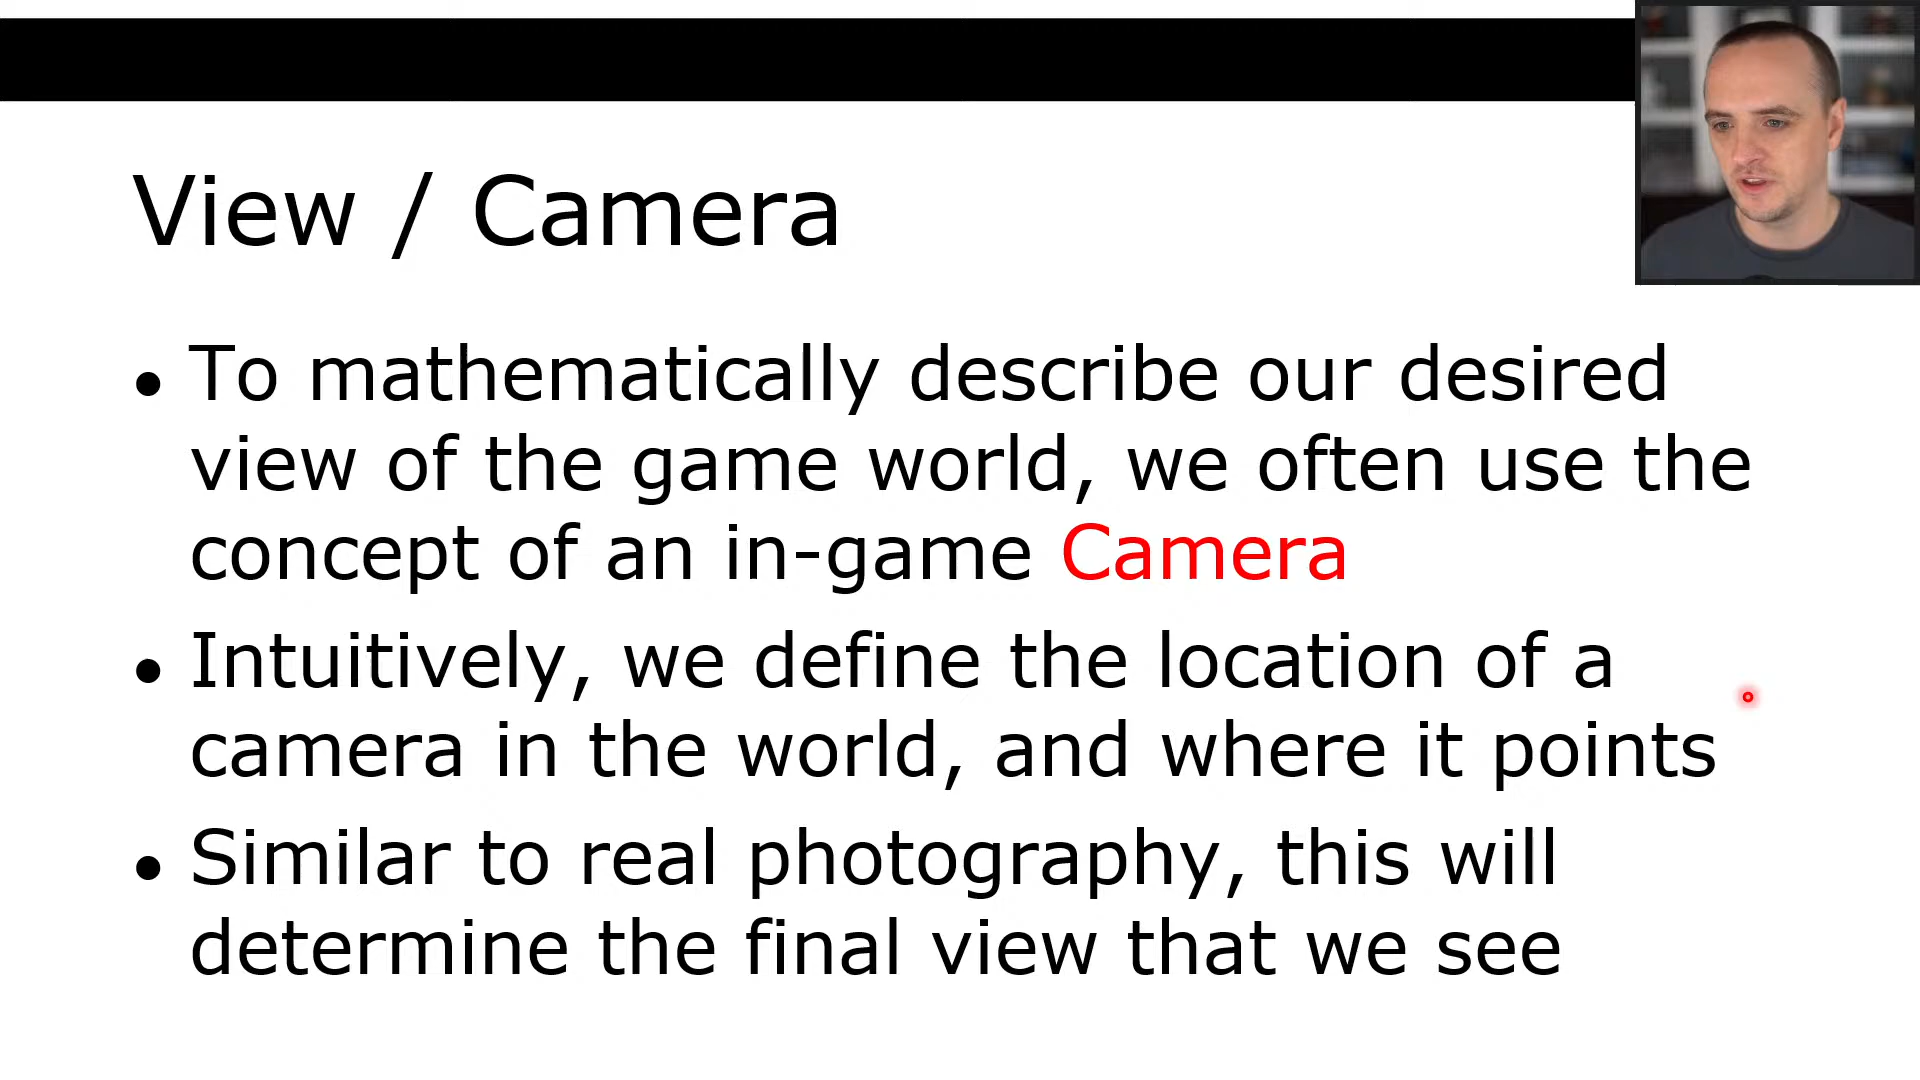 View / Camera
• To mathematically describe our desired
view of the game world, we often use the
concept of an in-game Camera
• Intuitively, we define the location of a
camera in the world, and where it points
• Similar to real photography, this will
determine the final view that we see